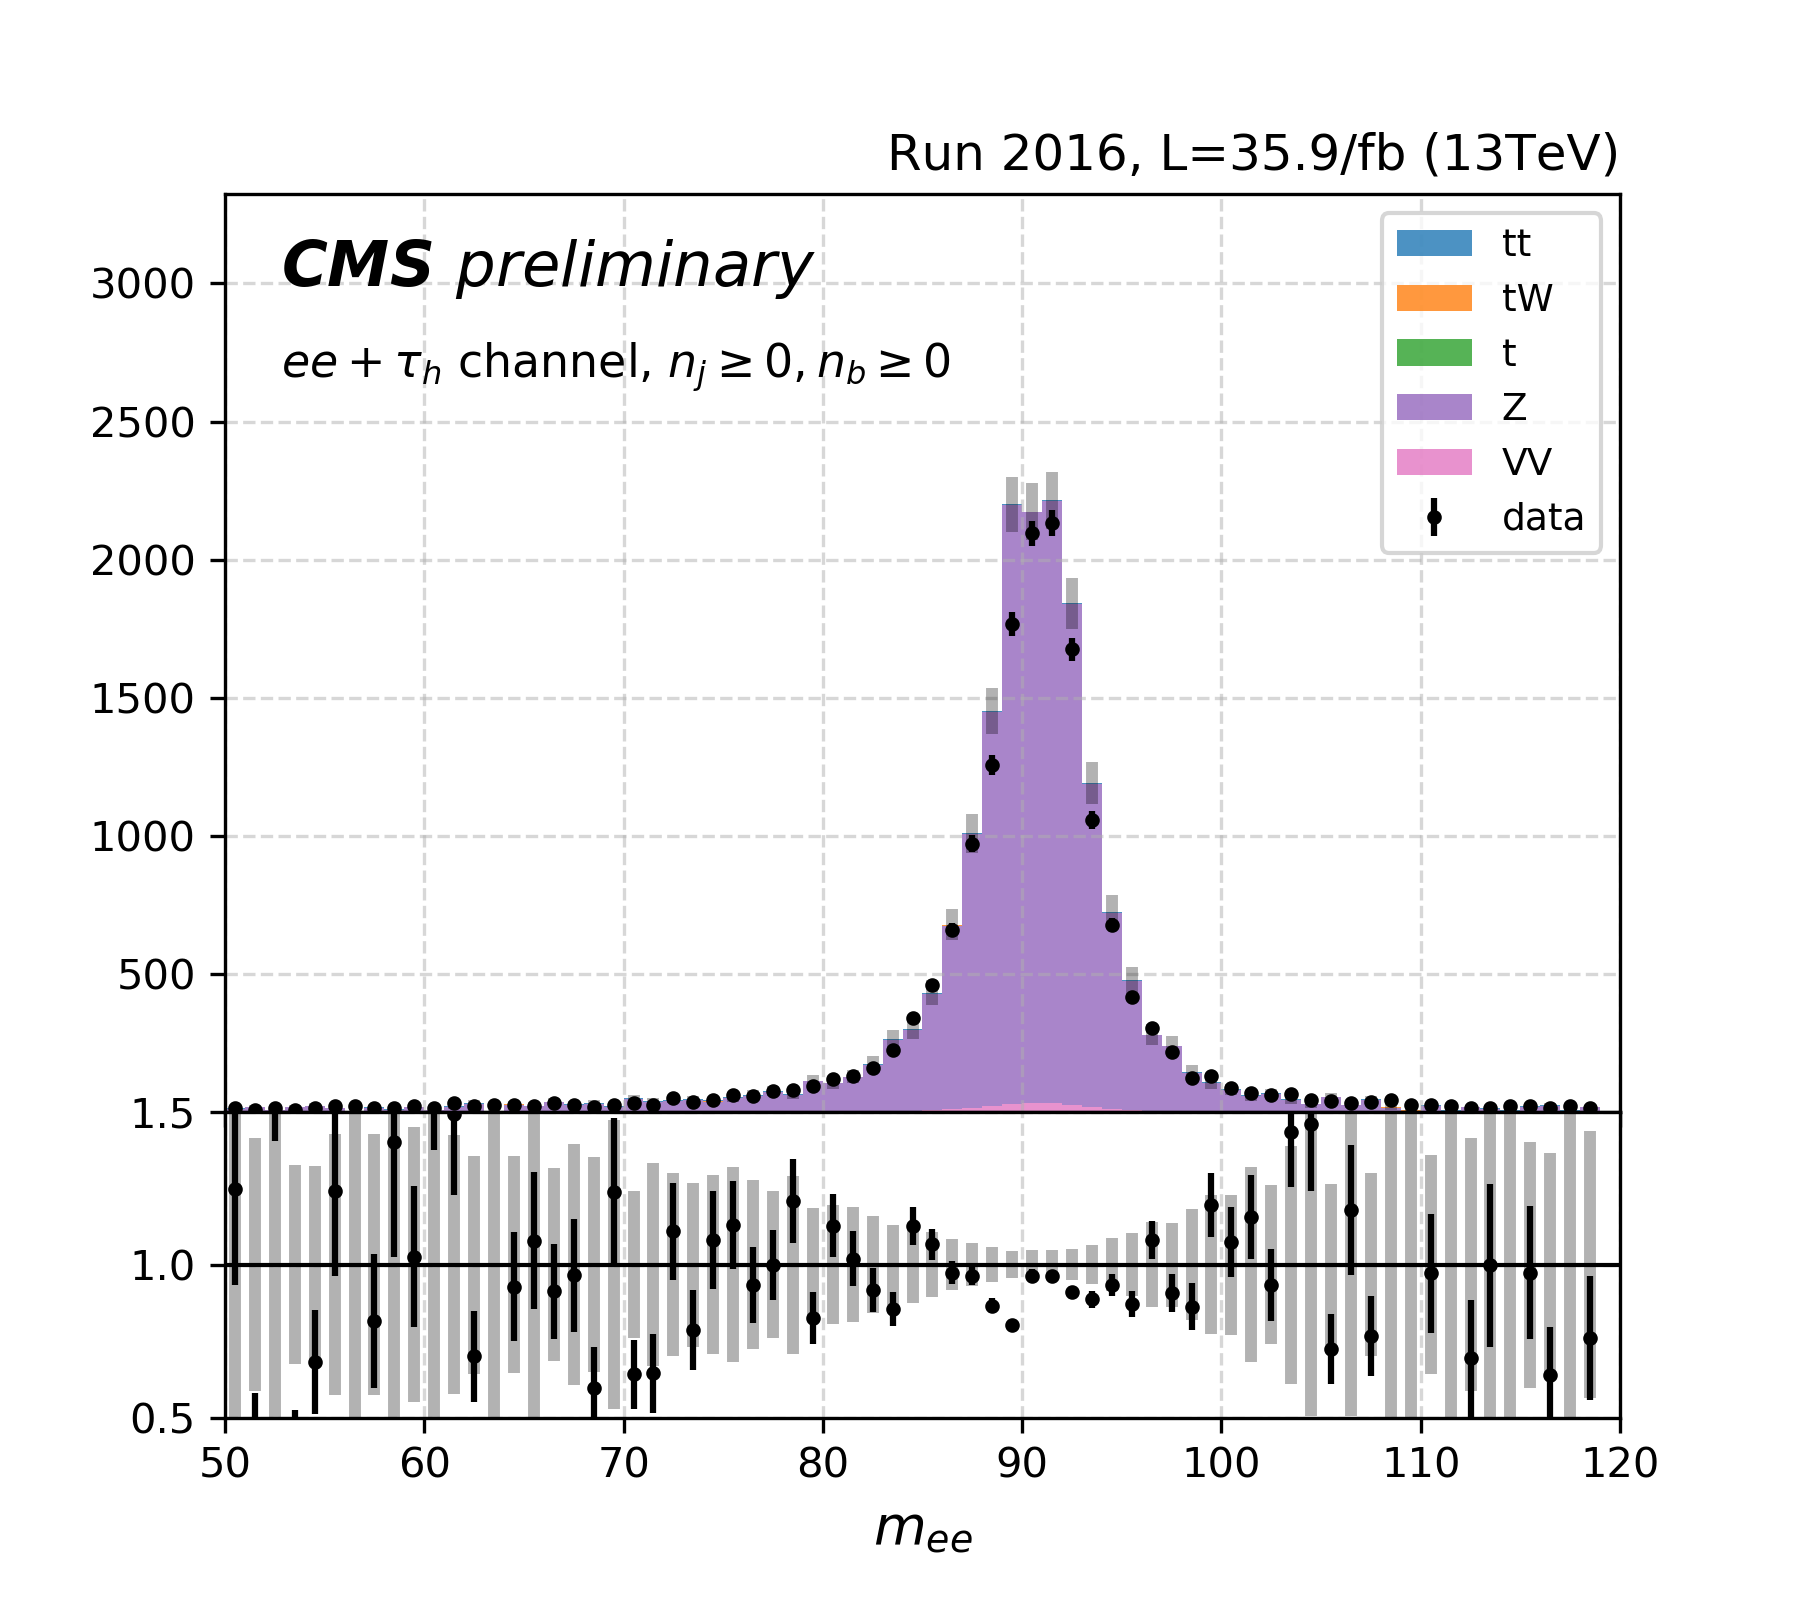 Run 2016, L=35.9/fb (13TeV)
CMS preliminary
ee + τ_h channel, n_j ≥ 0, n_b ≥ 0
tt
tW
t
Z
VV
data
3000
2500
2000
1500
1000
500
1.5
1.0
0.5
50 60 70 80 90 100 110 120
m_ee